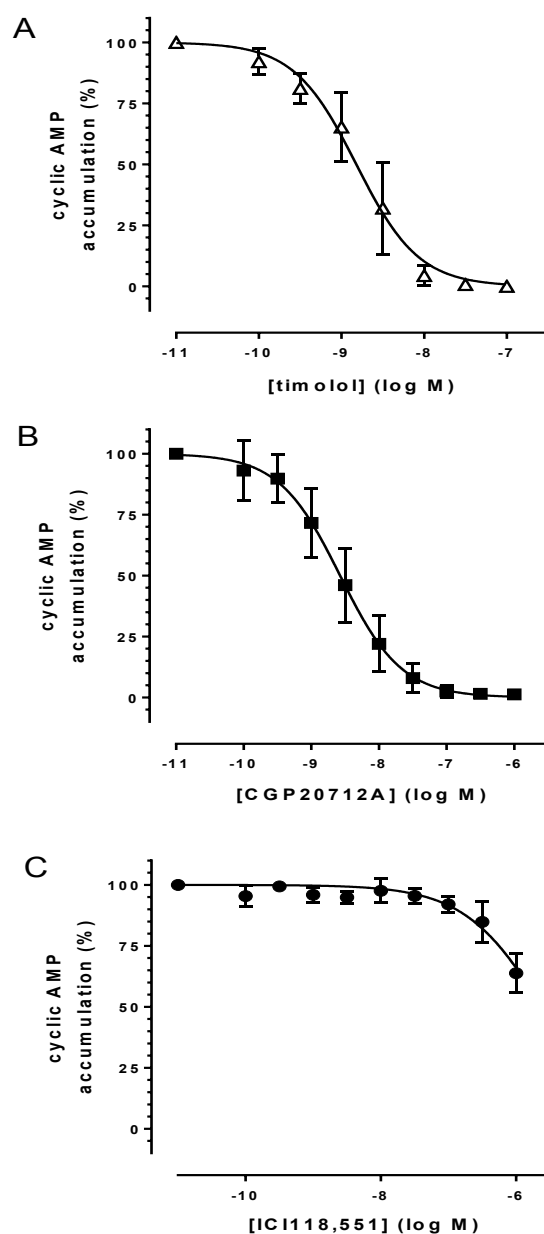 A
cyclic AMP
accumulation (%)
100
75
50
25
0
-11 -10 -9 -8 -7
[timolol] (log M)
B
cyclic AMP
accumulation (%)
100
75
50
25
0
-11 -10 -9 -8 -7 -6
[CGP20712A] (log M)
C
cyclic AMP
accumulation (%)
100
75
50
25
0
-10 -8 -6
[ICI118,551] (log M)